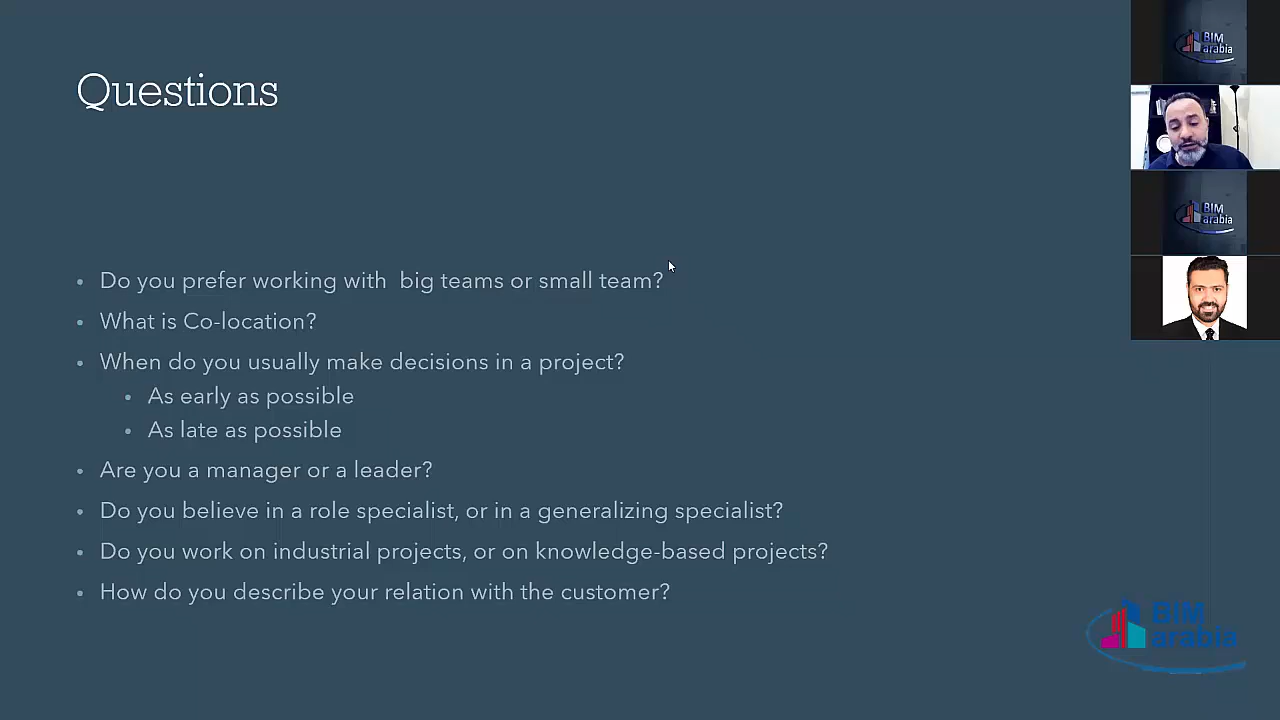 Questions
Do you prefer working with  big teams or small team?
What is Co-location?
When do you usually make decisions in a project?
As early as possible
As late as possible
Are you a manager or a leader?
Do you believe in a role specialist, or in a generalizing specialist?
Do you work on industrial projects, or on knowledge-based projects?
How do you describe your relation with the customer?
BIM
arabia
BIM
arabia
BIM
arabia